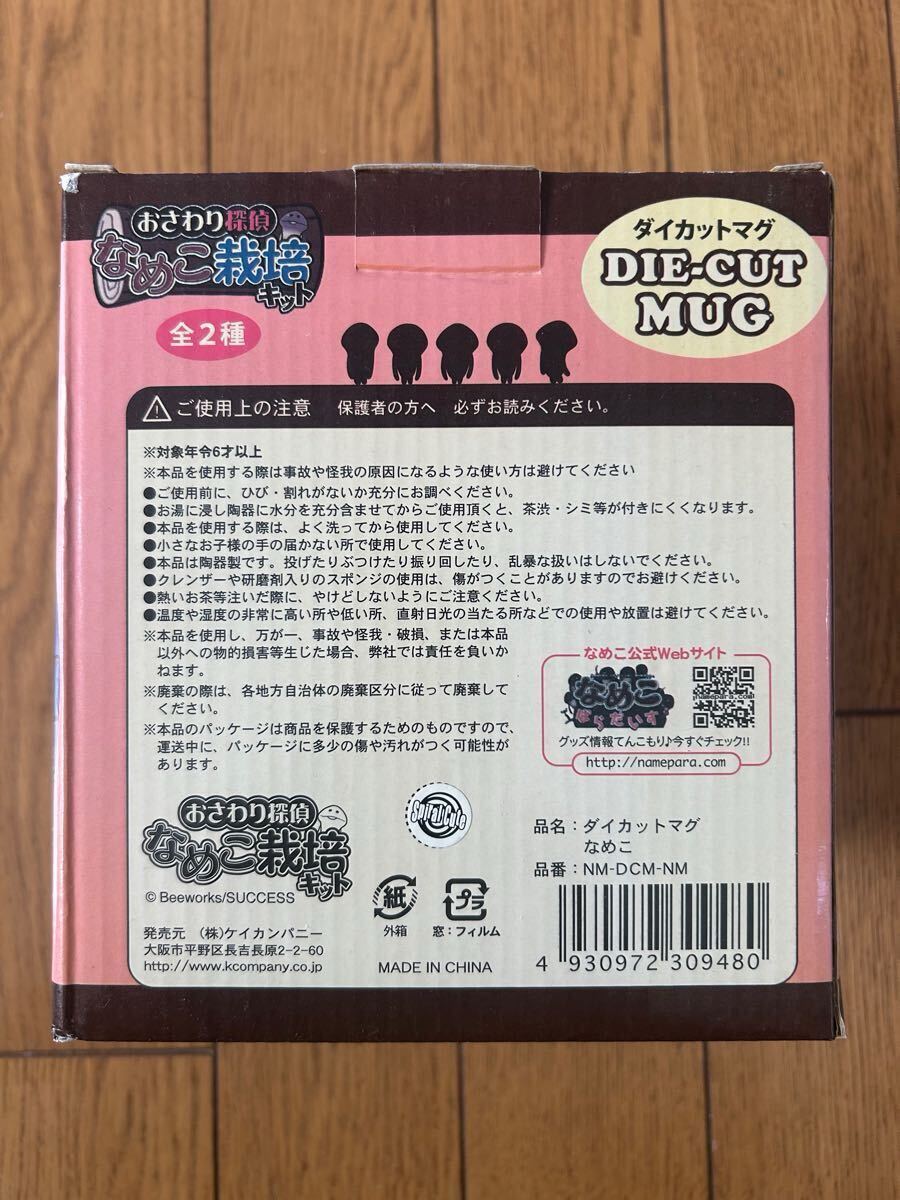 おさわり探偵
なめこ栽培
キット
全2種
ダイカットマグ
DIE-CUT
MUG
ご使用上の注意 保護者の方へ 必ずお読みください。
※対象年令6才以上
※本品を使用する際は事故や怪我の原因になるような使い方は避けてください
●ご使用前に、ひび・割れがないか充分にお調べください。
●お湯に浸し陶器に水分を充分含ませてからご使用頂くと、茶渋・シミ等が付きにくくなります。
●本品を使用する際は、よく洗ってから使用してください。
●小さなお子様の手の届かない所で使用してください。
●本品は陶器製です。投げたりぶつけたり振り回したり、乱暴な扱いはしないでください。
●クレンザーや研磨剤入りのスポンジの使用は、傷がつくことがありますのでお避けください。
●熱いお茶等注いだ際に、やけどしないようにご注意ください。
●温度や湿度の非常に高い所や低い所、直射日光の当たる所などでの使用や放置は避けてください。
※本品を使用し、万が一、事故や怪我・破損、または本品
以外への物的損害等生じた場合、弊社では責任を負いか
ねます。
※廃棄の際は、各地方自治体の廃棄区分に従って廃棄して
ください。
※本品のパッケージは商品を保護するためのものですので、
運送中に、パッケージに多少の傷や汚れがつく可能性が
あります。
なめこ公式Webサイト
なめこ
ぱらだいす
namepara.com
グッズ情報てんこもり♪今すぐチェック!!
http://namepara.com
おさわり探偵
なめこ栽培
キット
© Beeworks/SUCCESS
Spiral Cute
発売元 (株)ケイカンパニー
大阪市平野区長吉長原2-2-60
http://www.kcompany.co.jp
紙
外箱
プラ
窓:フィルム
MADE IN CHINA
品名:ダイカットマグ
なめこ
品番:NM-DCM-NM
4 930972 309480